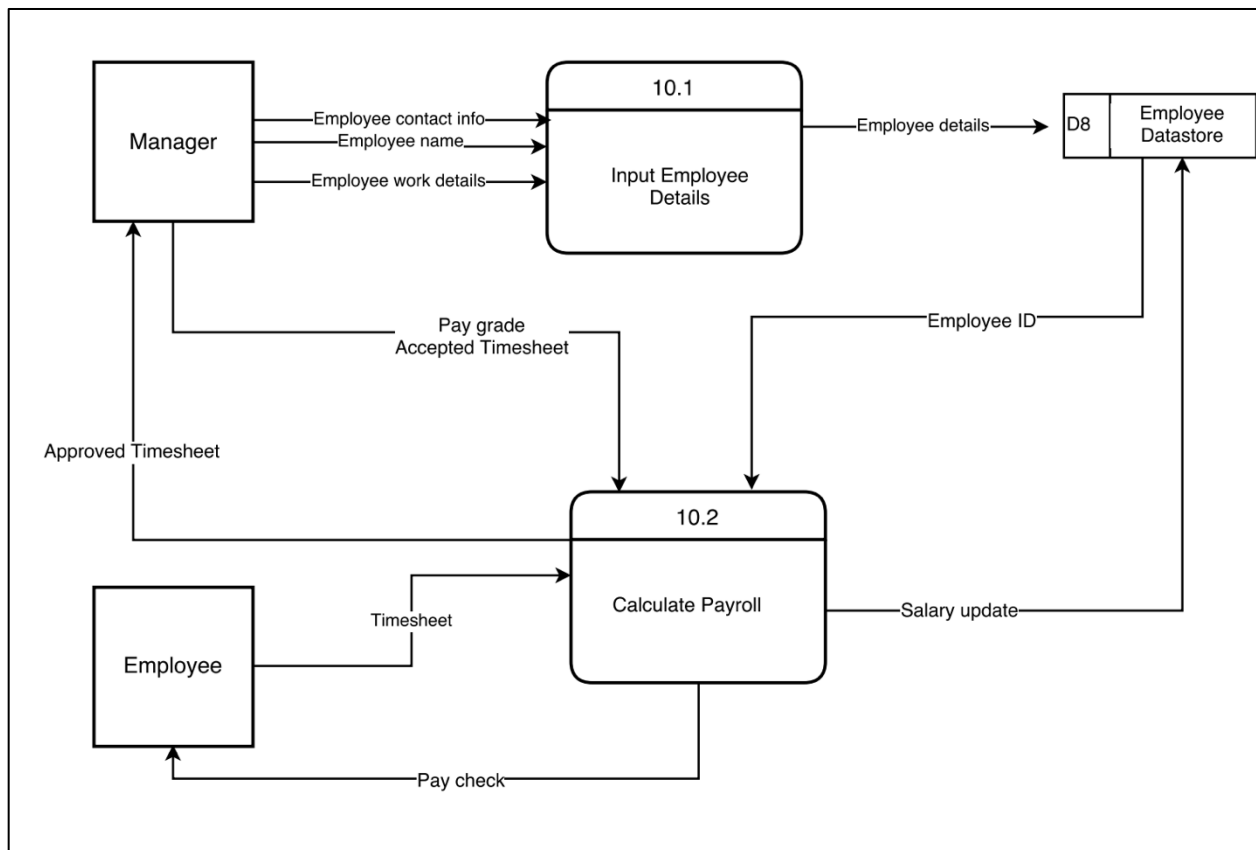 10.1
Employee contact info
Manager
Employee name
Employee details
D8
Employee
Datastore
Input Employee
Details
Employee work details
Pay grade
Accepted Timesheet
Employee ID
Approved Timesheet
10.2
Calculate Payroll
Timesheet
Salary update
Employee
Pay check